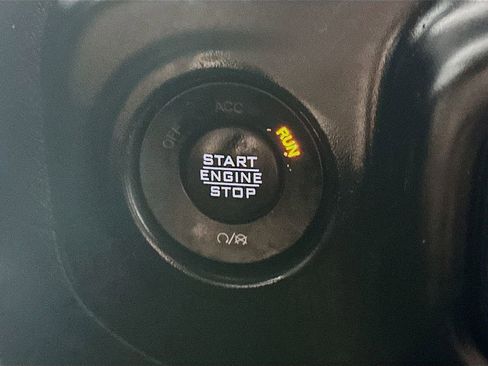 ACC
OFF
RUN
START
ENGINE
STOP